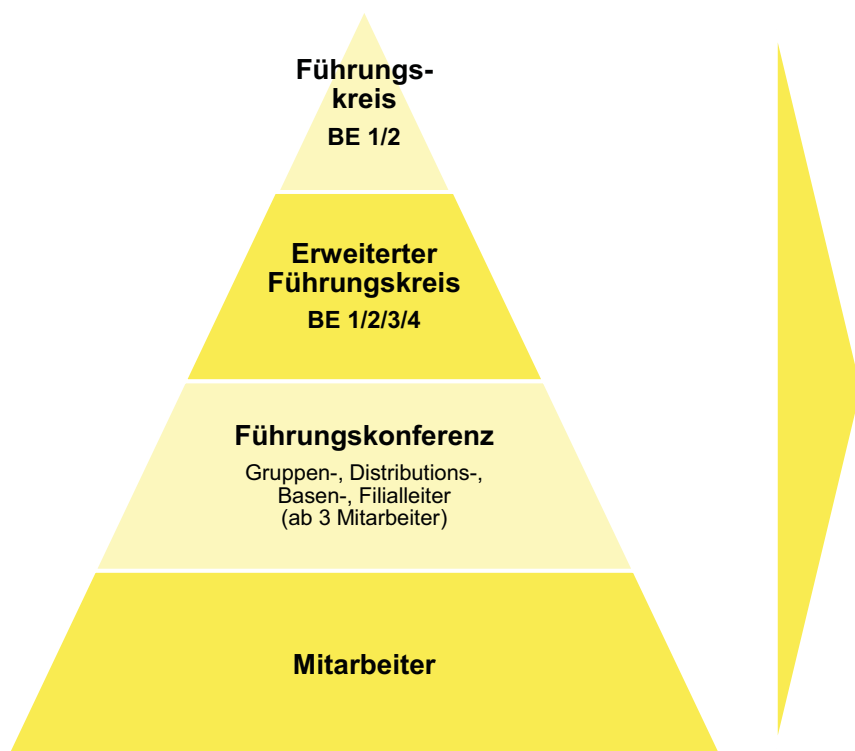 Führungs-
kreis
BE 1/2
Erweiterter
Führungskreis
BE 1/2/3/4
Führungskonferenz
Gruppen-, Distributions-,
Basen-, Filialleiter
(ab 3 Mitarbeiter)
Mitarbeiter